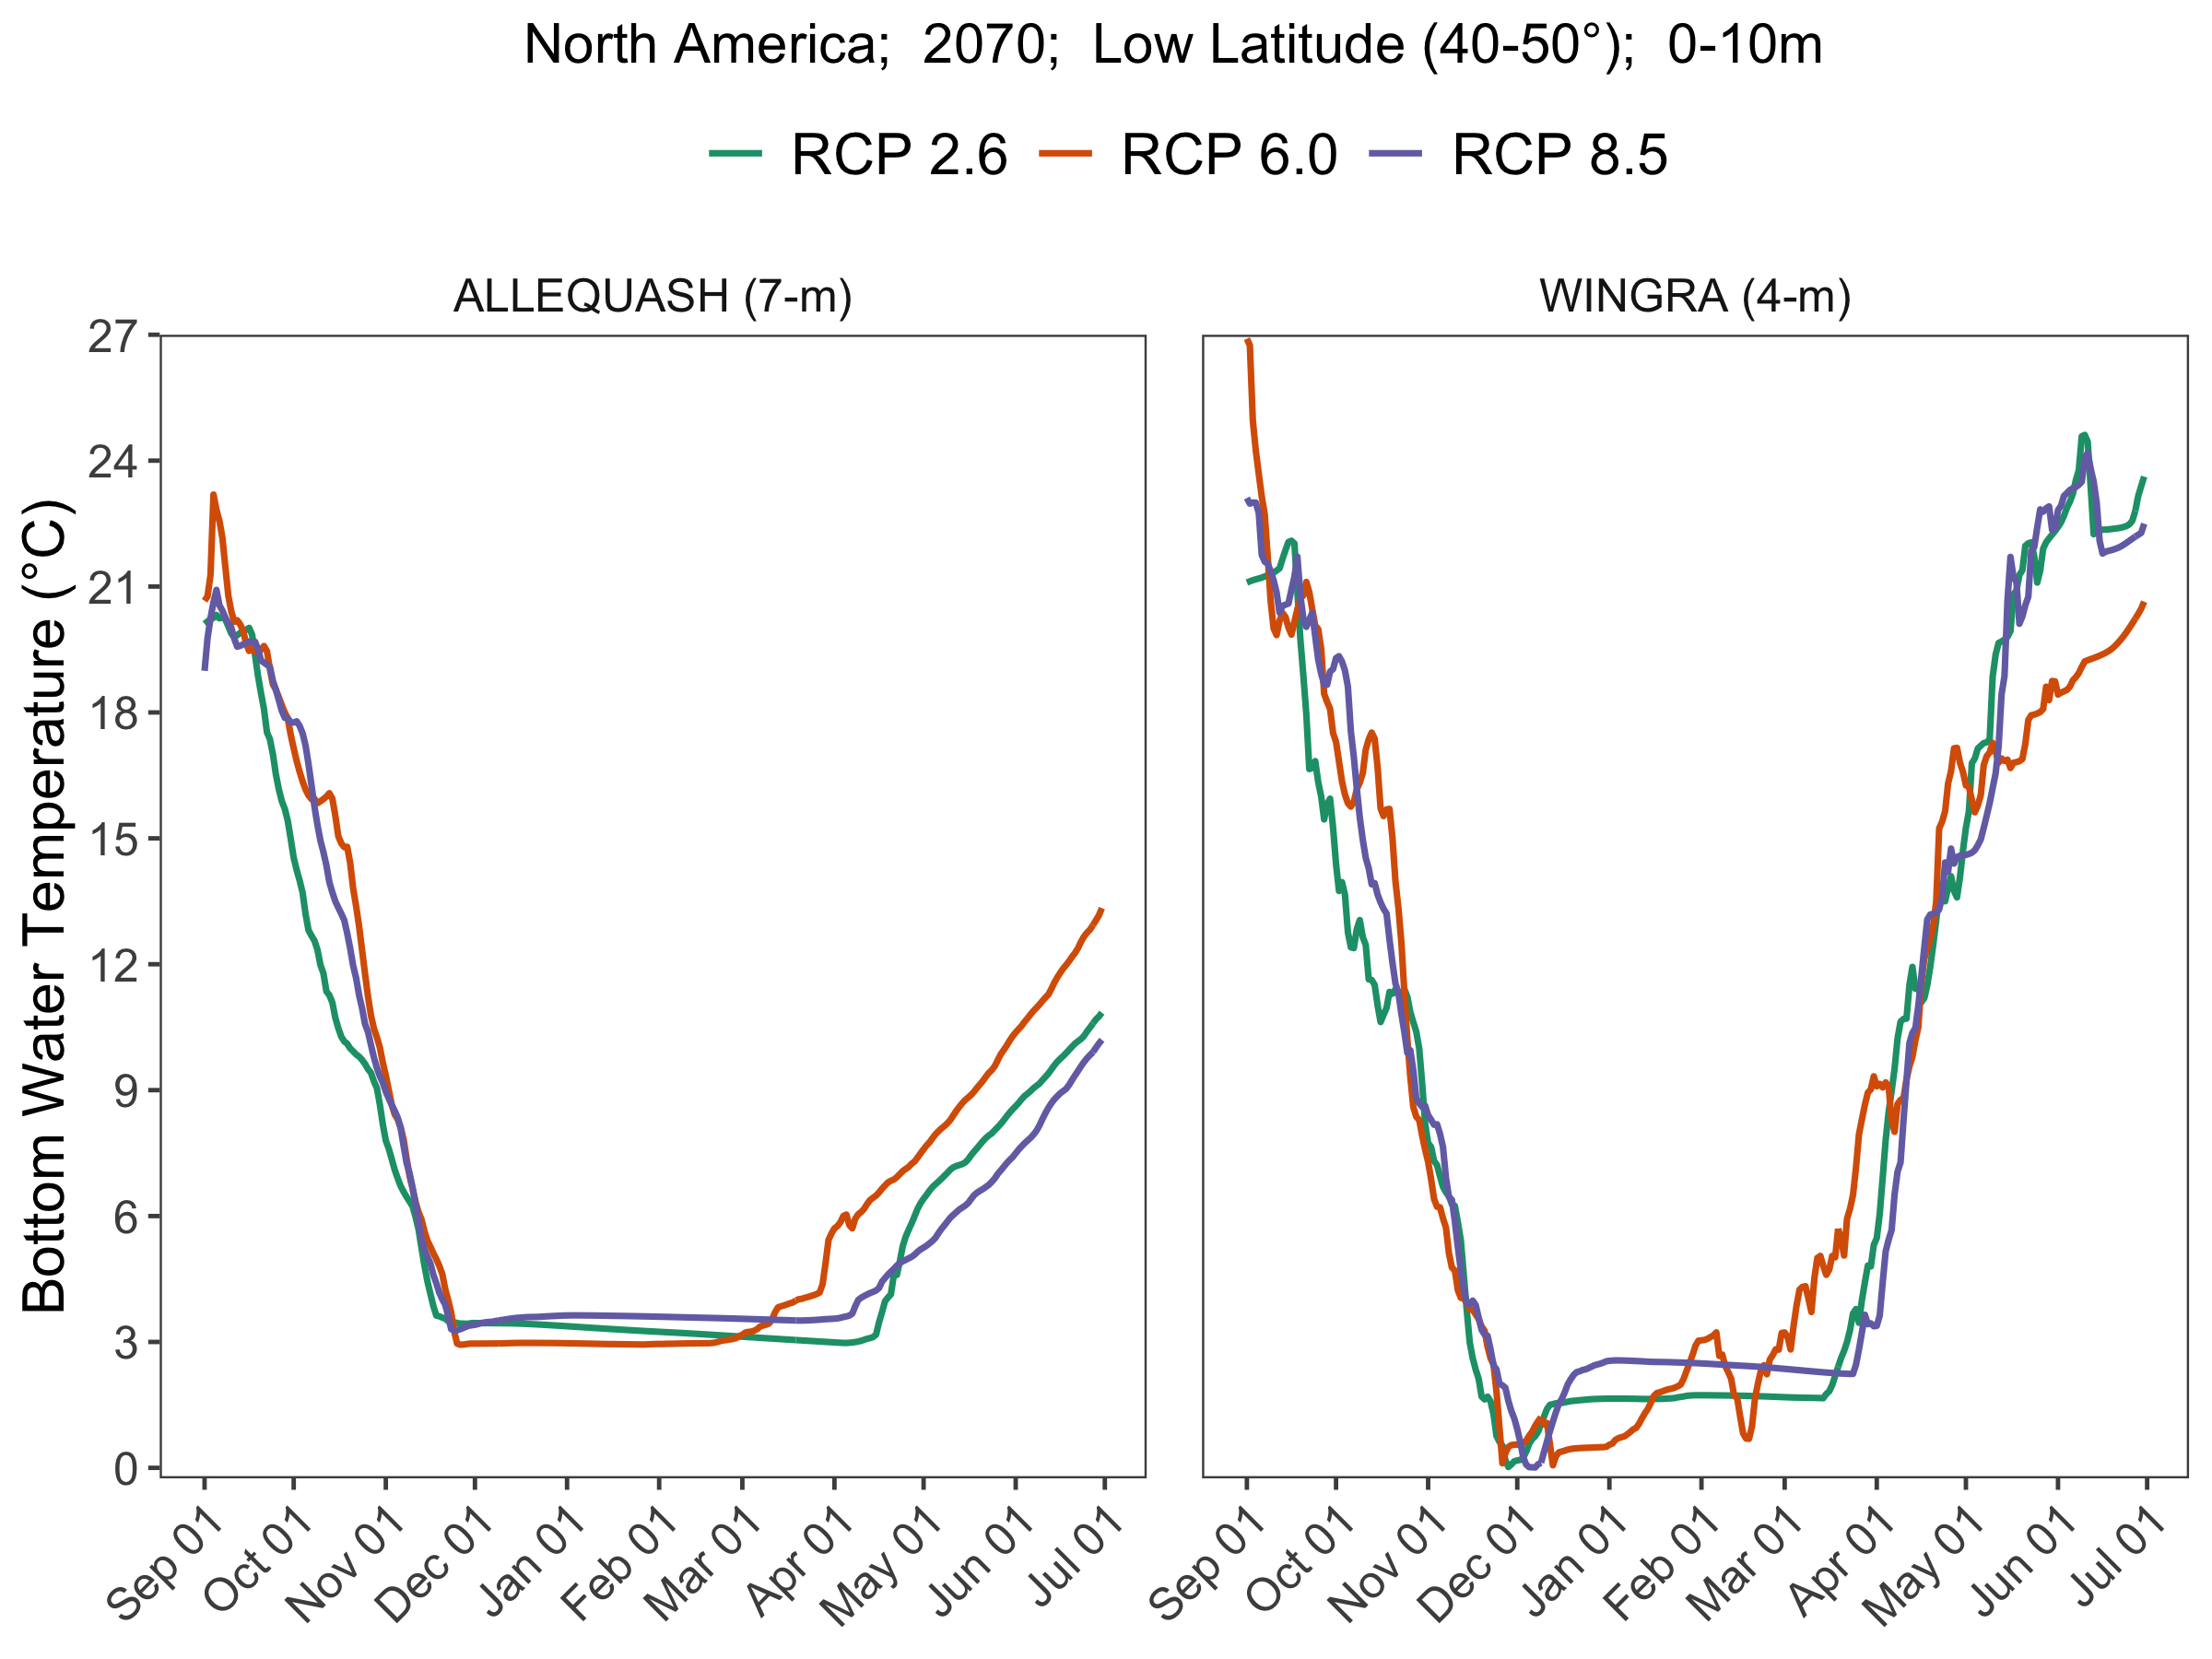 North America;  2070;  Low Latitude (40-50°);  0-10m
RCP 2.6 RCP 6.0 RCP 8.5
ALLEQUASH (7-m) WINGRA (4-m)
Bottom Water Temperature (°C)
27
24
21
18
15
12
9
6
3
0
Sep 01 Oct 01 Nov 01 Dec 01 Jan 01 Feb 01 Mar 01 Apr 01 May 01 Jun 01 Jul 01 Sep 01 Oct 01 Nov 01 Dec 01 Jan 01 Feb 01 Mar 01 Apr 01 May 01 Jun 01 Jul 01